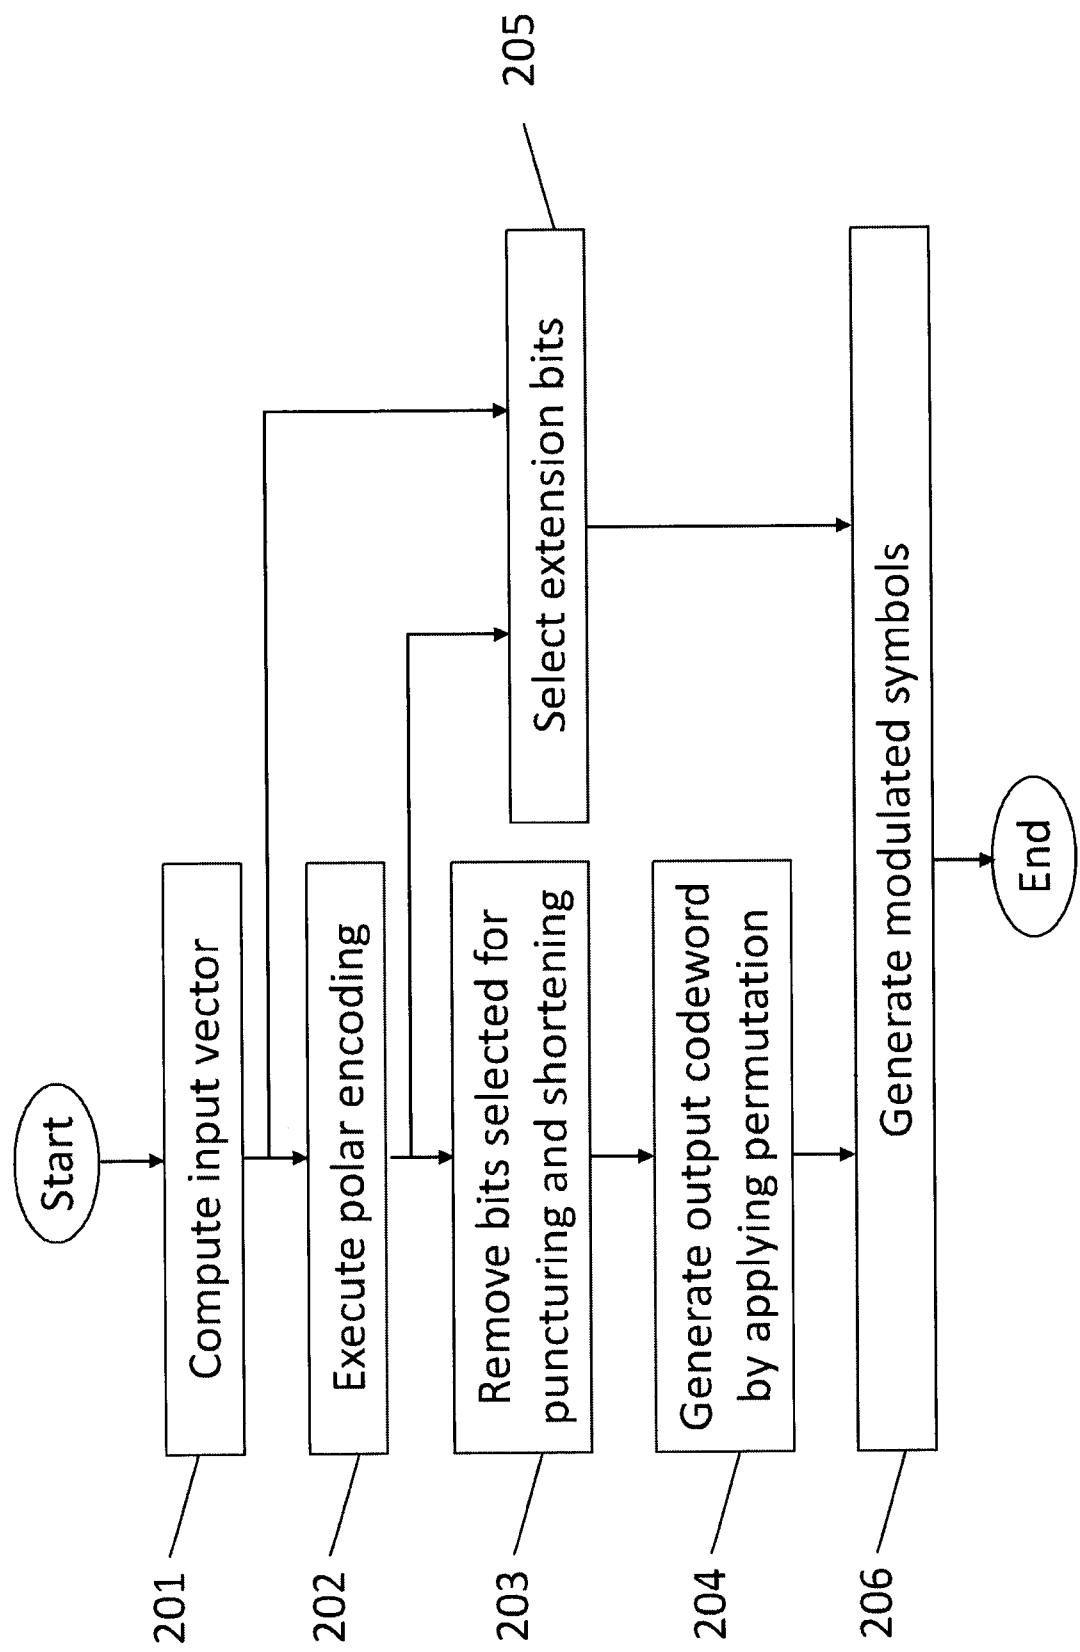 Start
201
Compute input vector
202
Execute polar encoding
203
Remove bits selected for
puncturing and shortening
205
Select extension bits
204
Generate output codeword
by applying permutation
206
Generate modulated symbols
End